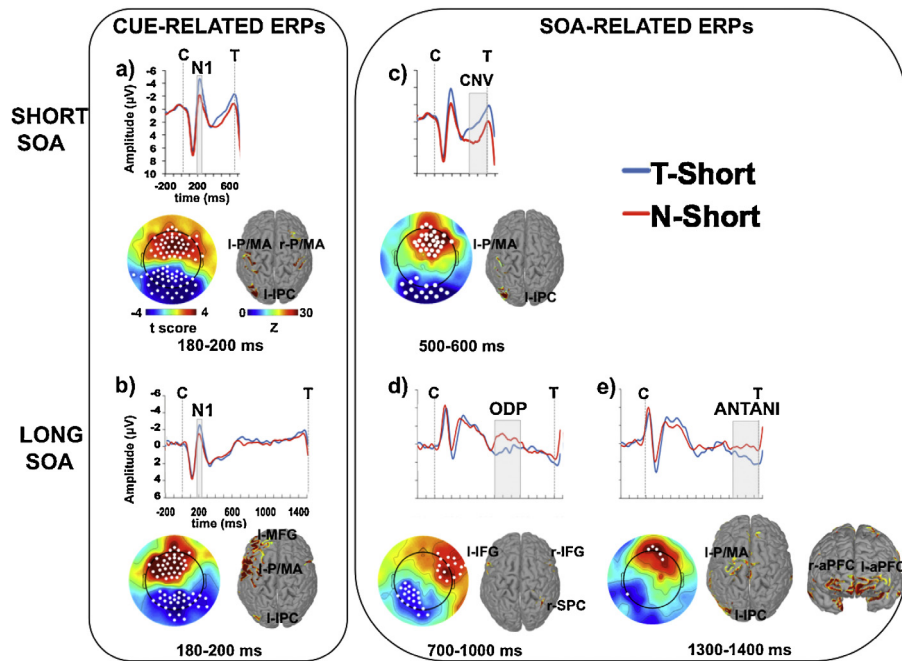 CUE-RELATED ERPs
SOA-RELATED ERPs
SHORT
SOA
a)
C
T
N1
-6
-4
-2
0
2
4
6
8
10
Amplitude (µV)
-200
200
600
time (ms)
l-P/MA
r-P/MA
l-IPC
-4
4
t score
0
30
Z
180-200 ms
c)
C
T
CNV
l-P/MA
l-IPC
500-600 ms
T-Short
N-Short
LONG
SOA
b)
C
T
N1
-6
-4
-2
0
2
4
6
Amplitude (µV)
-200
200
600
1000
1400
time (ms)
l-MFG
l-P/MA
l-IPC
180-200 ms
d)
C
T
ODP
l-IFG
r-IFG
r-SPC
700-1000 ms
e)
C
T
ANTANI
l-P/MA
l-IPC
r-aPFC
l-aPFC
1300-1400 ms